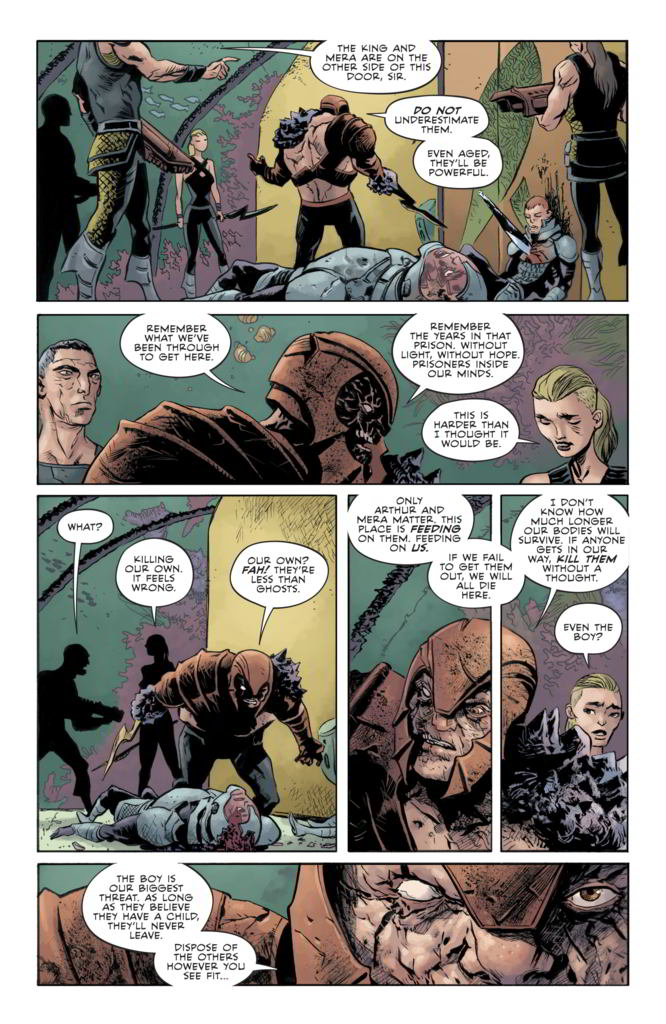 THE KING AND
MERA ARE ON THE
OTHER SIDE OF THIS
DOOR, SIR.
DO NOT
UNDERESTIMATE
THEM.
EVEN AGED,
THEY'LL BE
POWERFUL.
REMEMBER
WHAT WE'VE
BEEN THROUGH
TO GET HERE.
REMEMBER
THE YEARS IN THAT
PRISON. WITHOUT
LIGHT, WITHOUT HOPE.
PRISONERS INSIDE
OUR MINDS.
THIS IS
HARDER THAN
I THOUGHT IT
WOULD BE.
WHAT?
KILLING
OUR OWN.
IT FEELS
WRONG.
OUR OWN?
FAH! THEY'RE
LESS THAN
GHOSTS.
ONLY
ARTHUR AND
MERA MATTER. THIS
PLACE IS FEEDING
ON THEM. FEEDING
ON US.
IF WE FAIL
TO GET THEM
OUT, WE WILL
ALL DIE
HERE.
I DON'T
KNOW HOW
MUCH LONGER
OUR BODIES WILL
SURVIVE. IF ANYONE
GETS IN OUR
WAY, KILL THEM
WITHOUT A
THOUGHT.
EVEN THE
BOY?
THE BOY IS
OUR BIGGEST
THREAT. AS LONG
AS THEY BELIEVE
THEY HAVE A CHILD,
THEY'LL NEVER
LEAVE.
DISPOSE OF
THE OTHERS
HOWEVER YOU
SEE FIT...